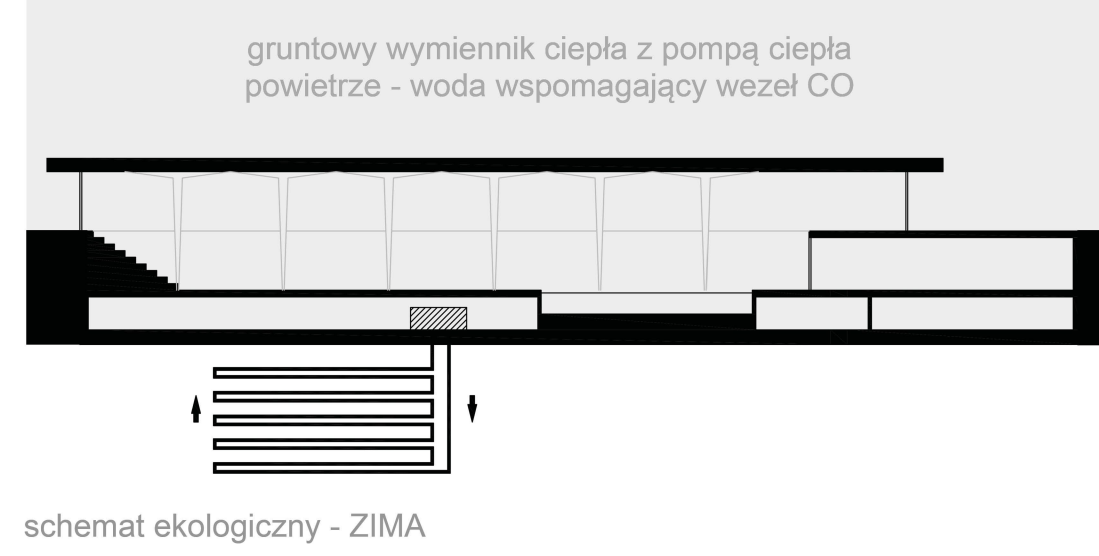 gruntowy wymiennik ciepła z pompą ciepła
powietrze - woda wspomagający wezeł CO
schemat ekologiczny - ZIMA